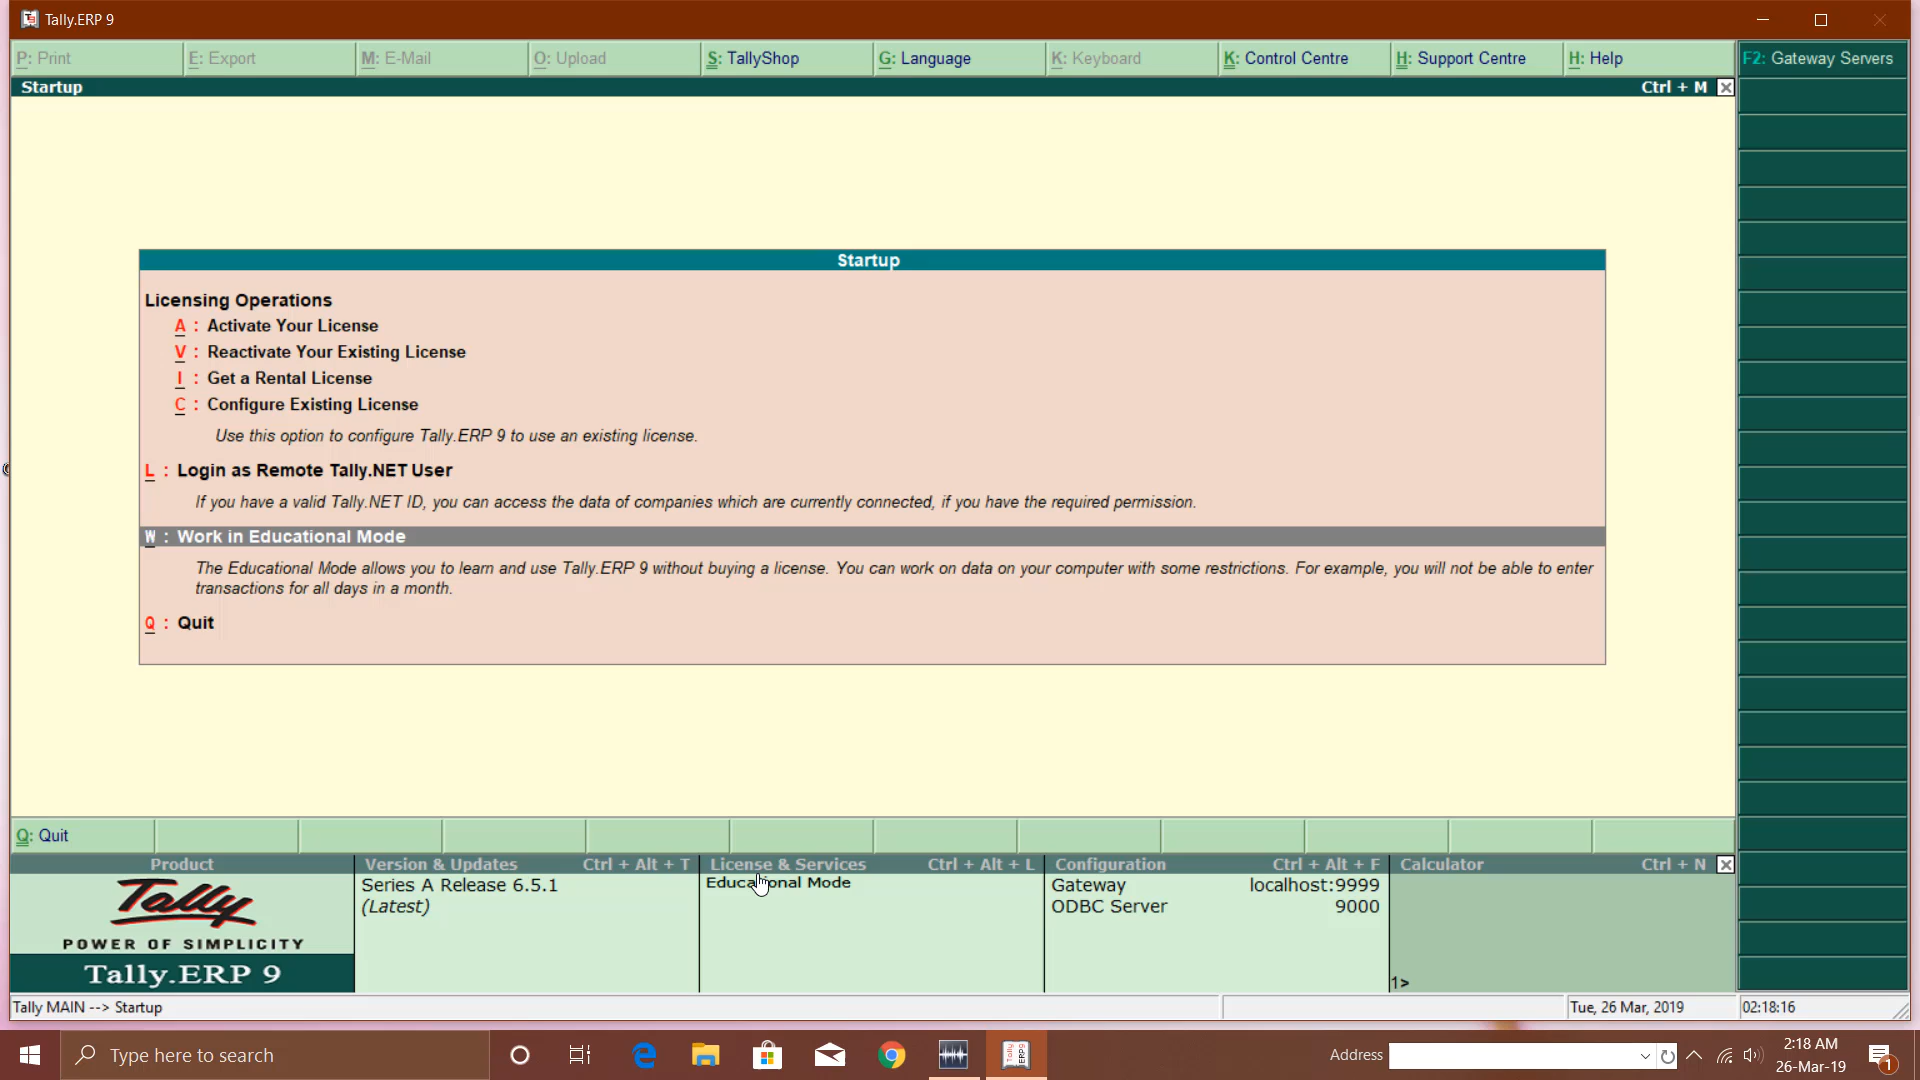 Tally.ERP 9
P: Print E: Export M: E-Mail O: Upload S: TallyShop G: Language K: Keyboard K: Control Centre H: Support Centre H: Help F2: Gateway Servers
Startup Ctrl + M
Startup
Licensing Operations
A : Activate Your License
V : Reactivate Your Existing License
I : Get a Rental License
C : Configure Existing License
Use this option to configure Tally.ERP 9 to use an existing license.
L : Login as Remote Tally.NET User
If you have a valid Tally.NET ID, you can access the data of companies which are currently connected, if you have the required permission.
W : Work in Educational Mode
The Educational Mode allows you to learn and use Tally.ERP 9 without buying a license. You can work on data on your computer with some restrictions. For example, you will not be able to enter
transactions for all days in a month.
Q : Quit
Q: Quit
Product Version & Updates Ctrl + Alt + T License & Services Ctrl + Alt + L Configuration Ctrl + Alt + F Calculator Ctrl + N
Tally
POWER OF SIMPLICITY
Tally.ERP 9
Series A Release 6.5.1
(Latest)
Educational Mode
Gateway localhost:9999
ODBC Server 9000
1>
Tally MAIN --> Startup Tue, 26 Mar, 2019 02:18:16
Type here to search
Tally
ERP9
Address
2:18 AM
26-Mar-19
1